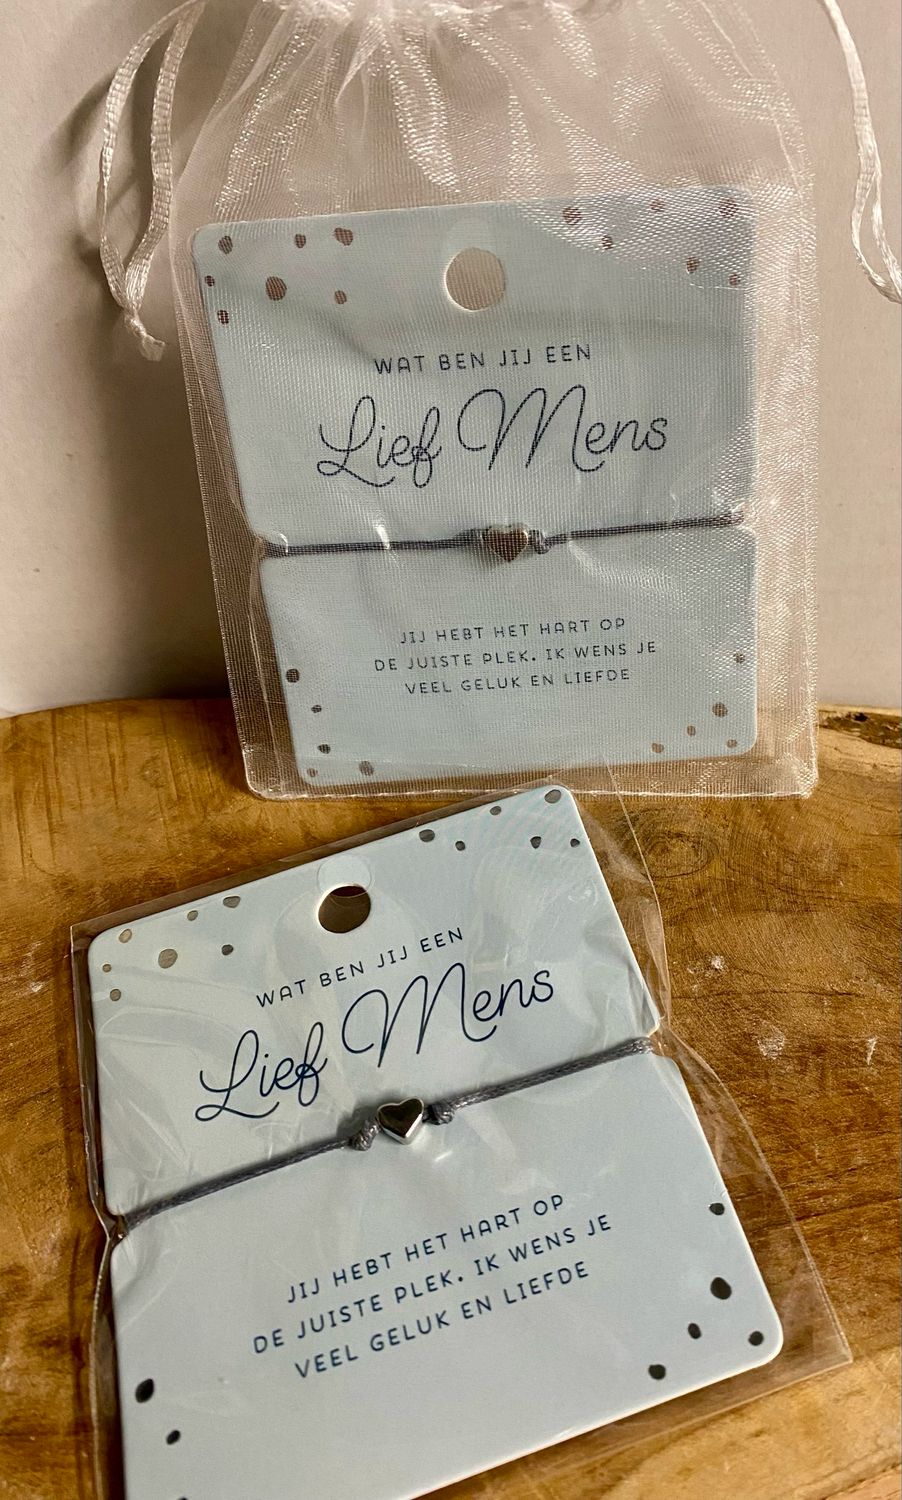 WAT BEN JIJ EEN
Lief Mens
JIJ HEBT HET HART OP
DE JUISTE PLEK. IK WENS JE
VEEL GELUK EN LIEFDE
WAT BEN JIJ EEN
Lief Mens
JIJ HEBT HET HART OP
DE JUISTE PLEK. IK WENS JE
VEEL GELUK EN LIEFDE